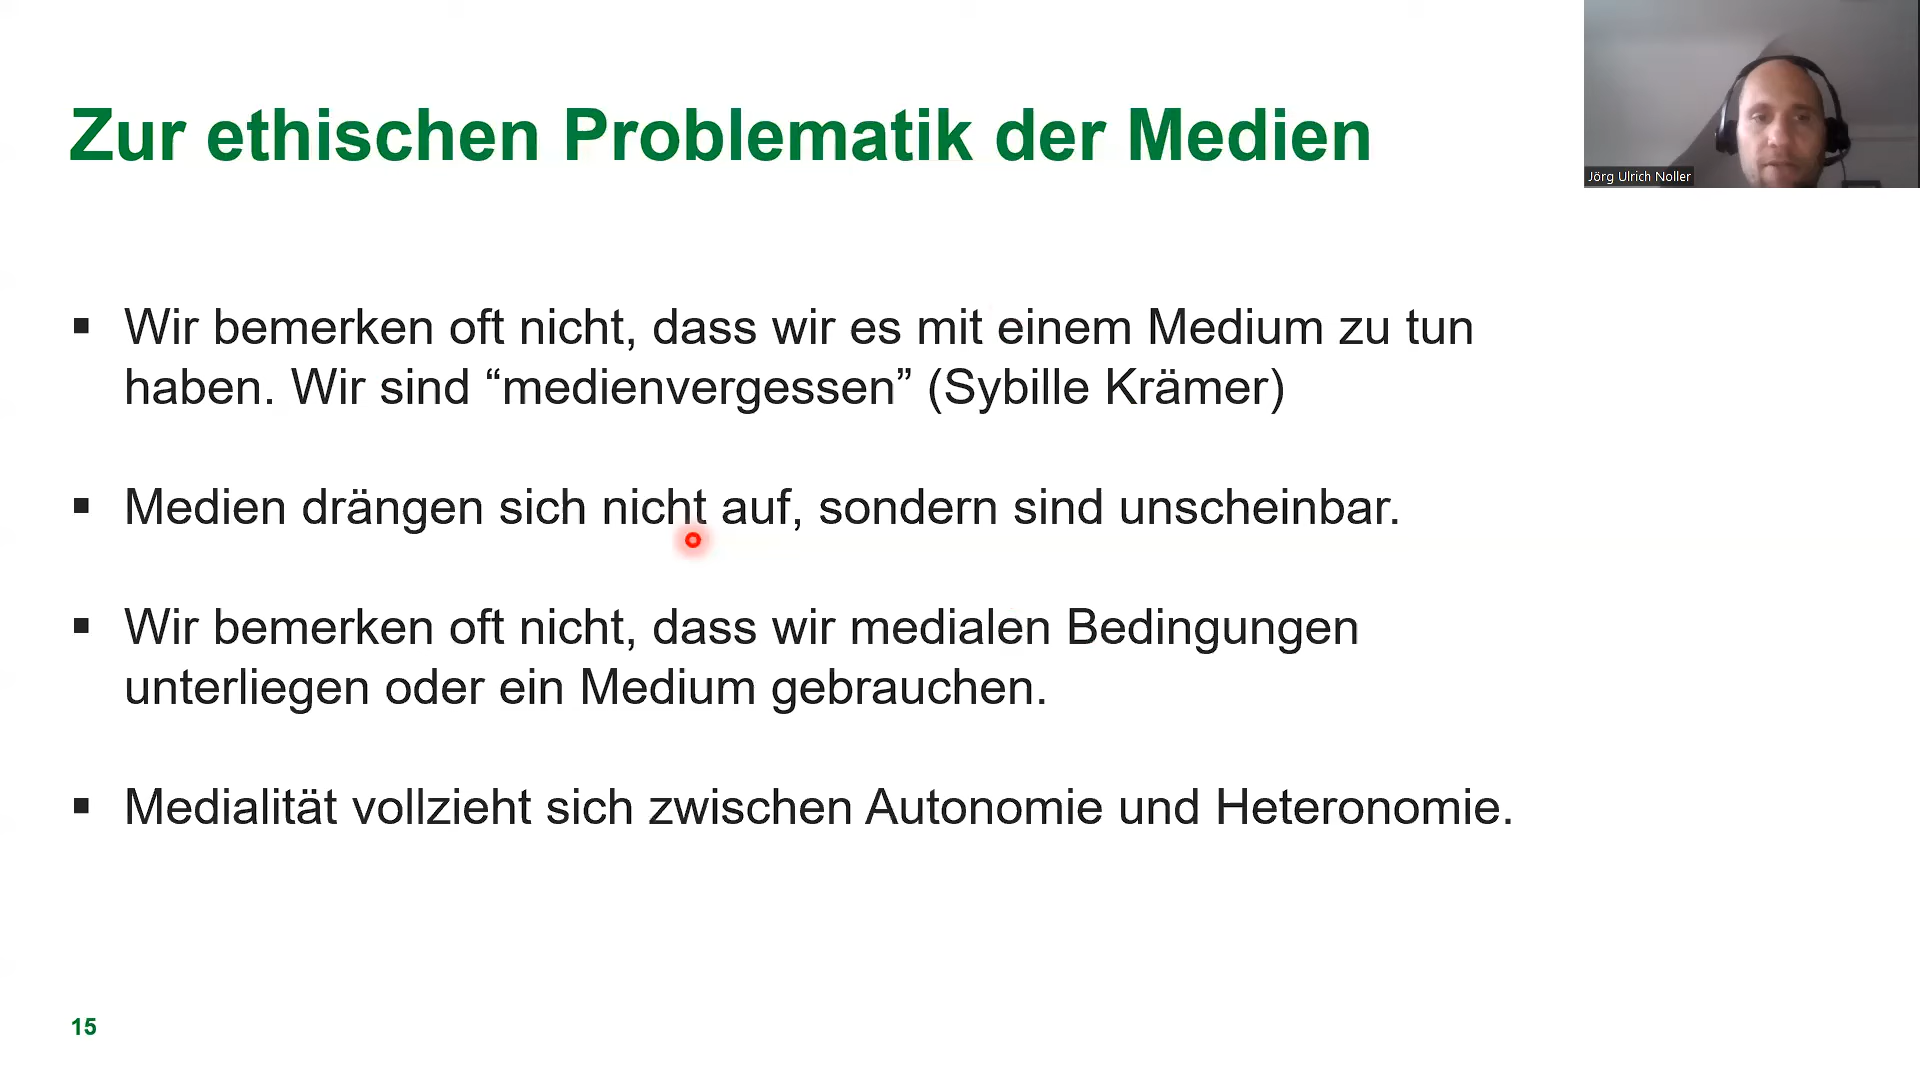 Zur ethischen Problematik der Medien
Jörg Ulrich Noller
▪ Wir bemerken oft nicht, dass wir es mit einem Medium zu tun
haben. Wir sind “medienvergessen” (Sybille Krämer)
▪ Medien drängen sich nicht auf, sondern sind unscheinbar.
▪ Wir bemerken oft nicht, dass wir medialen Bedingungen
unterliegen oder ein Medium gebrauchen.
▪ Medialität vollzieht sich zwischen Autonomie und Heteronomie.
15